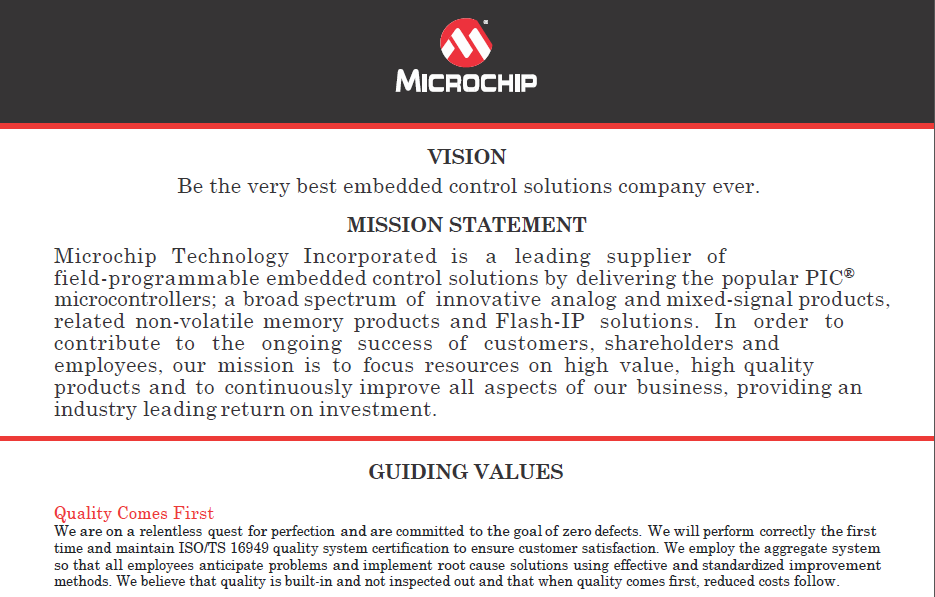 MICROCHIP
VISION
Be the very best embedded control solutions company ever.
MISSION STATEMENT
Microchip Technology Incorporated is a leading supplier of
field-programmable embedded control solutions by delivering the popular PIC®
microcontrollers; a broad spectrum of innovative analog and mixed-signal products,
related non-volatile memory products and Flash-IP solutions. In order to
contribute to the ongoing success of customers, shareholders and
employees, our mission is to focus resources on high value, high quality
products and to continuously improve all aspects of our business, providing an
industry leading return on investment.
GUIDING VALUES
Quality Comes First
We are on a relentless quest for perfection and are committed to the goal of zero defects. We will perform correctly the first
time and maintain ISO/TS 16949 quality system certification to ensure customer satisfaction. We employ the aggregate system
so that all employees anticipate problems and implement root cause solutions using effective and standardized improvement
methods. We believe that quality is built-in and not inspected out and that when quality comes first, reduced costs follow.